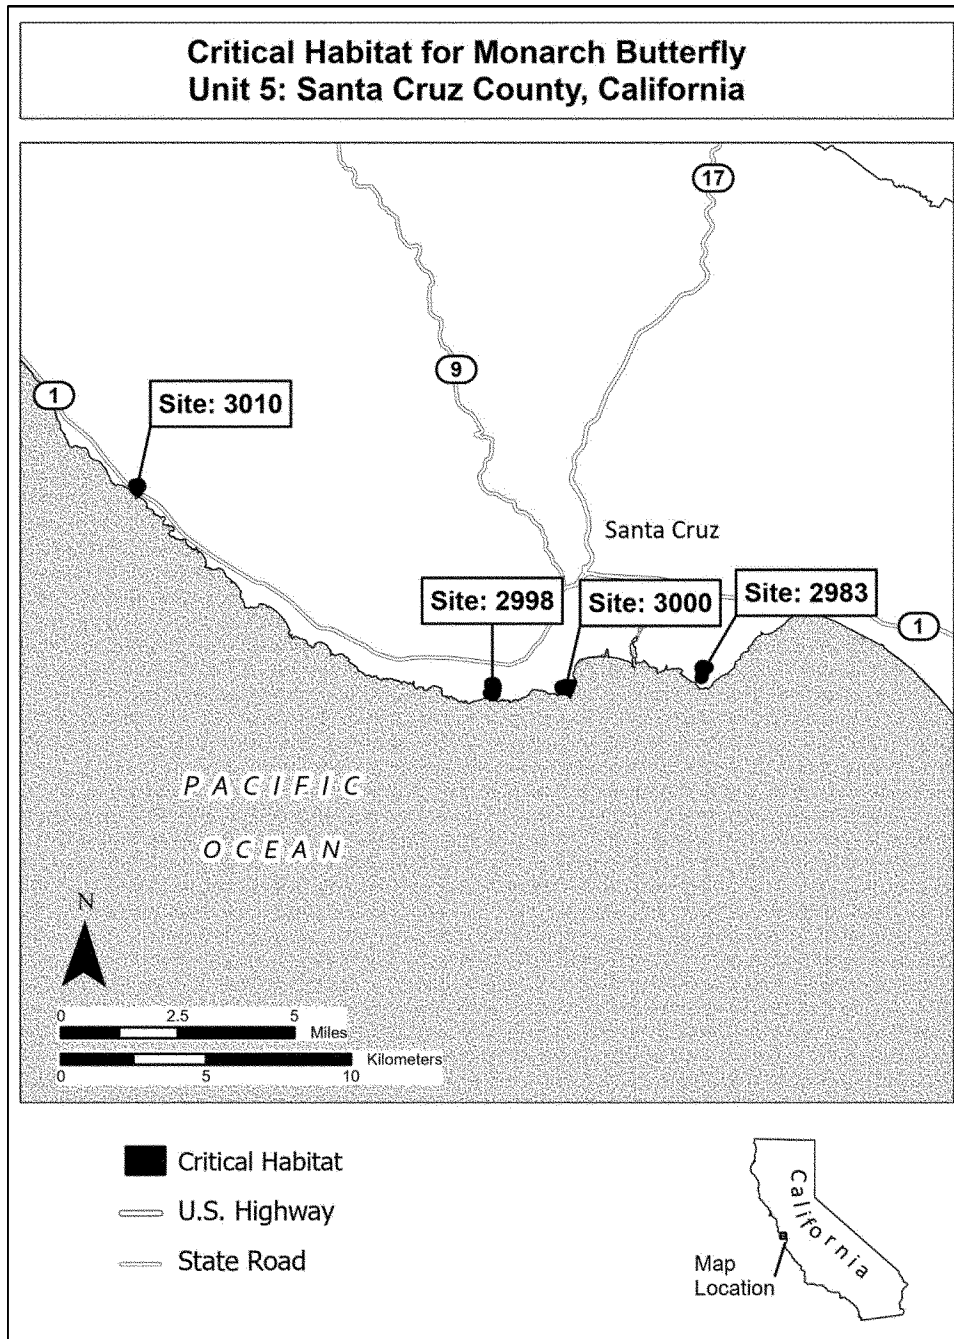 Critical Habitat for Monarch Butterfly
Unit 5: Santa Cruz County, California
17
9
1
Site: 3010
Santa Cruz
Site: 2998
Site: 3000
Site: 2983
1
PACIFIC
OCEAN
N
0 2.5 5
Miles
Kilometers
0 5 10
Critical Habitat
U.S. Highway
State Road
California
Map
Location